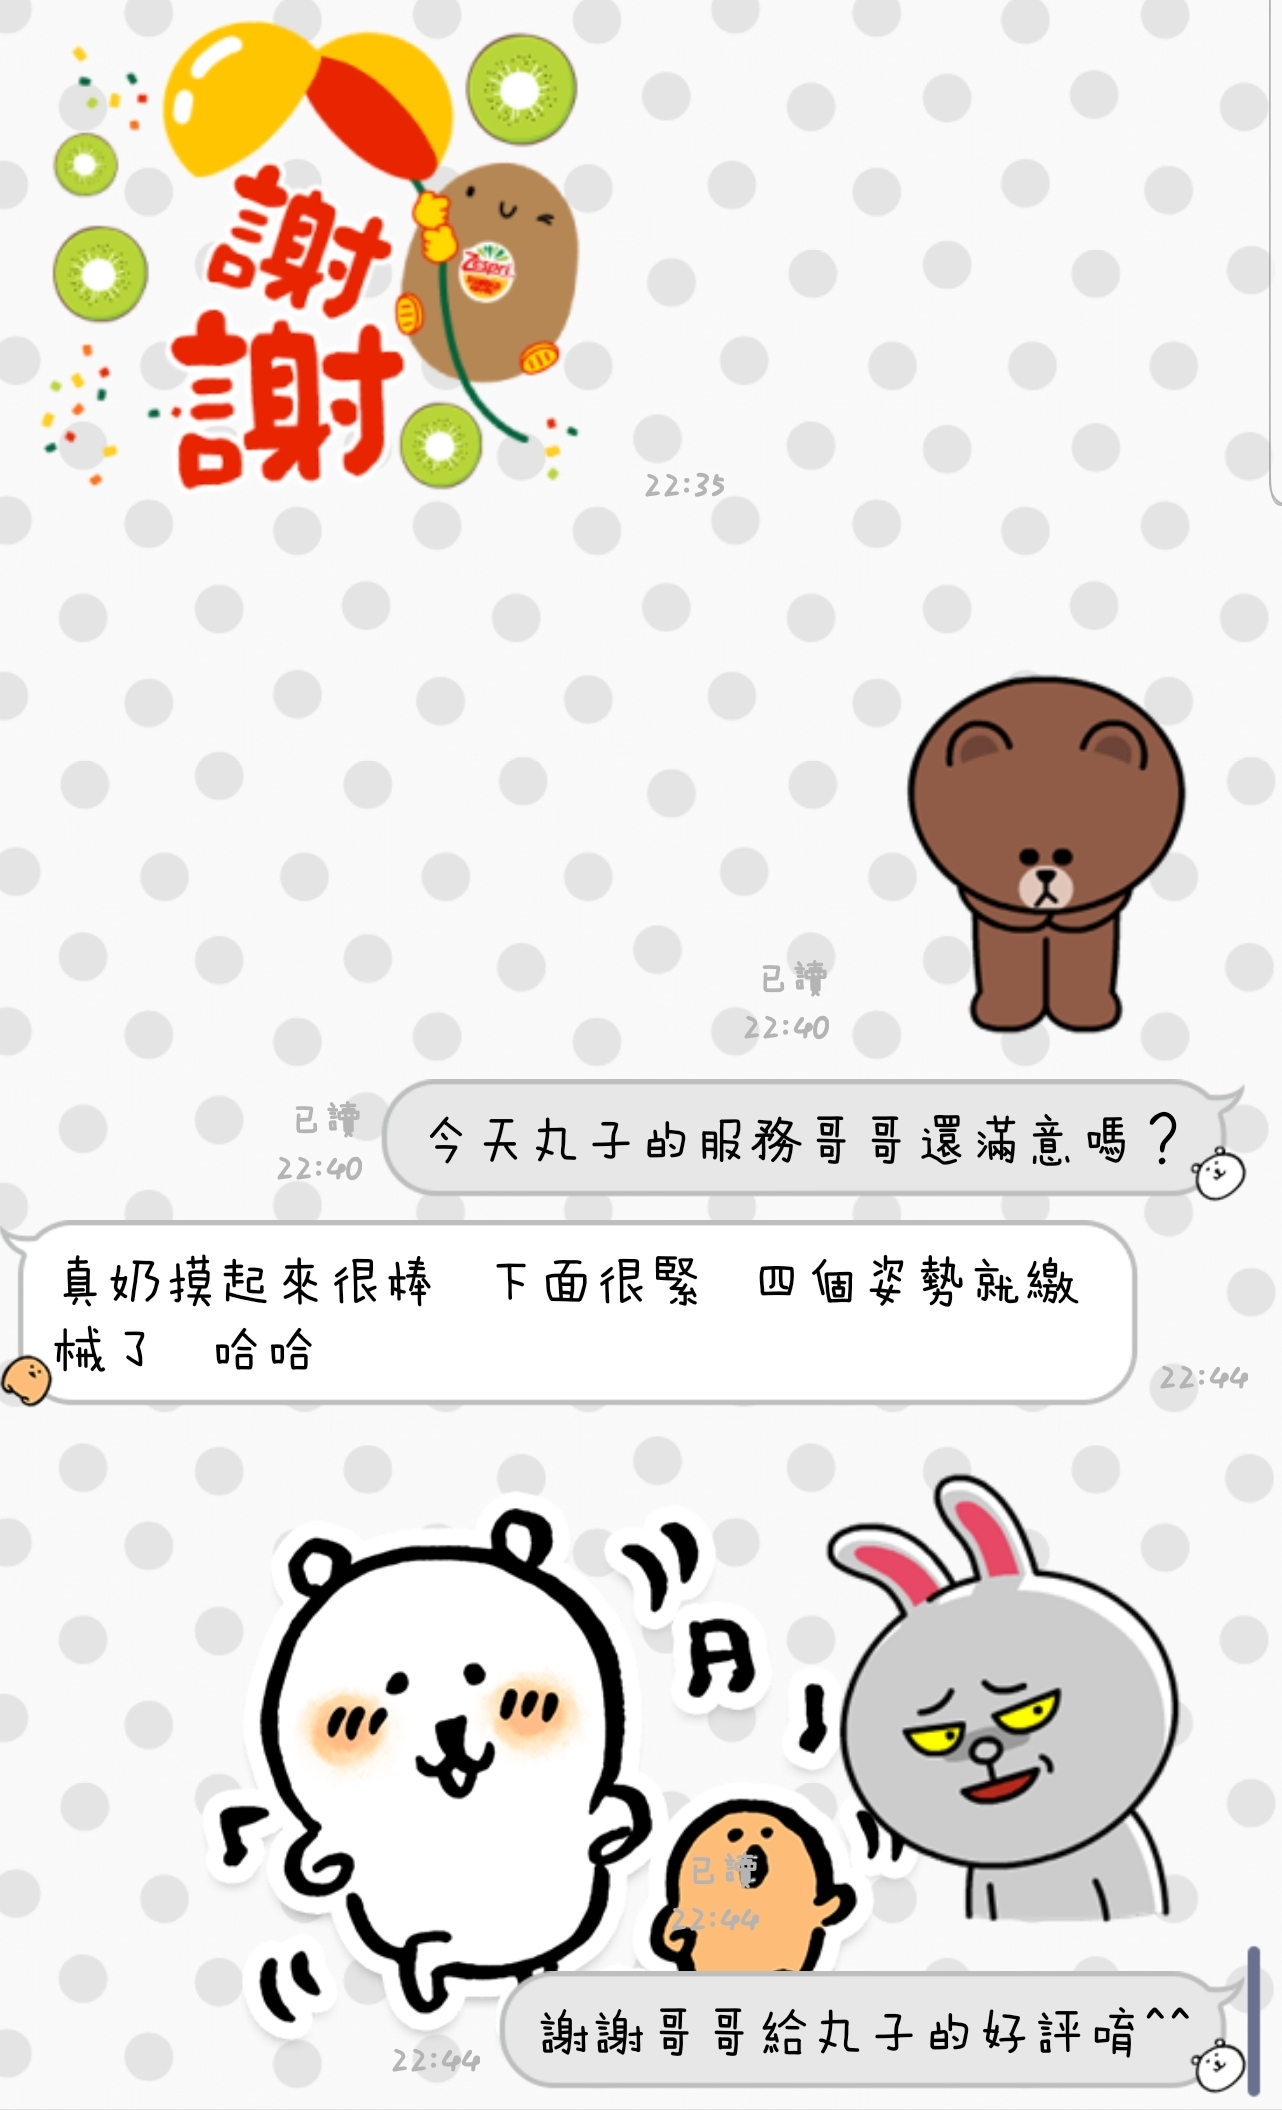 謝
謝
Zespri
22:35
已讀
22:40
今天丸子的服務哥哥還滿意嗎？
已讀
22:40
真奶摸起來很棒　下面很緊　四個姿勢就繳
械了　哈哈
22:44
已讀
22:44
謝謝哥哥給丸子的好評唷^^
22:44